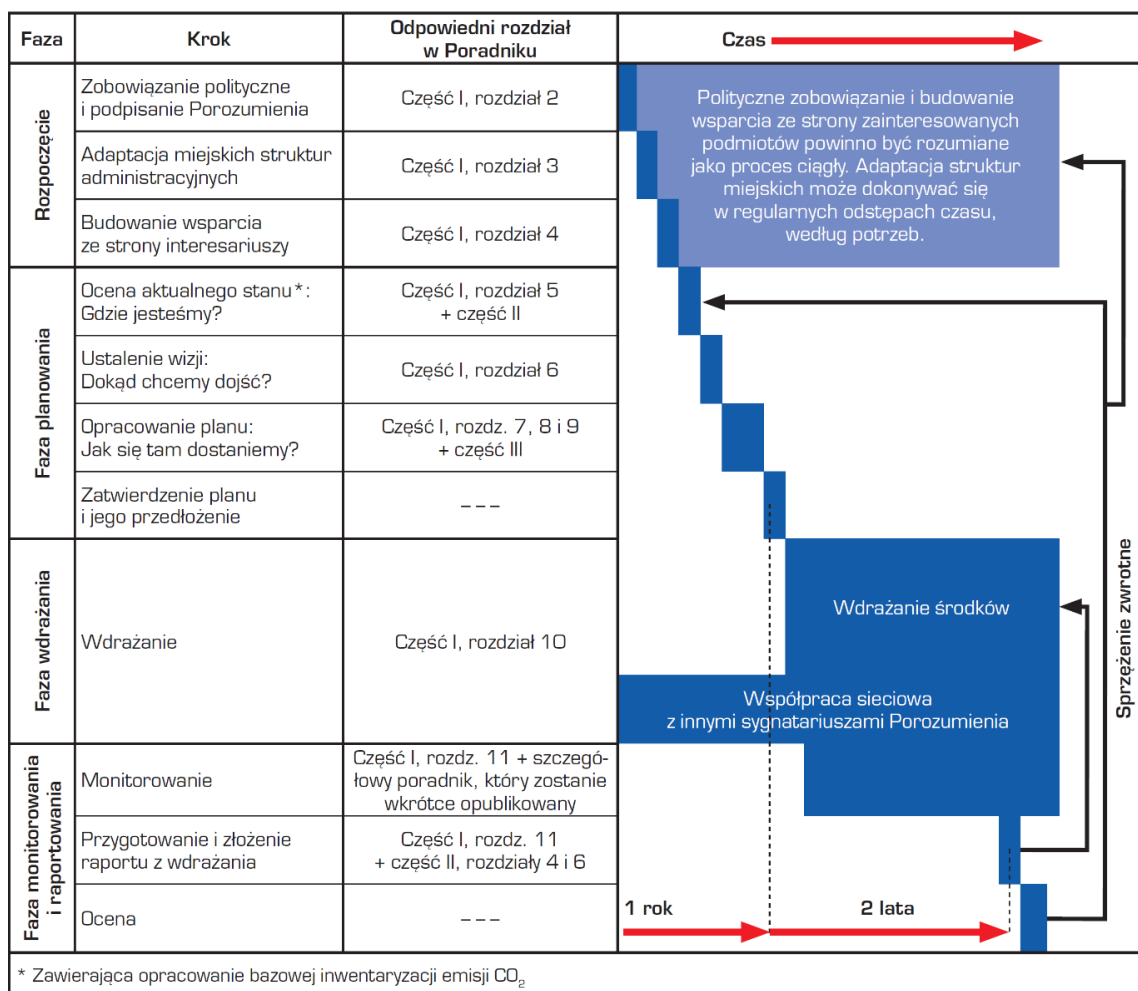 Faza
Krok
Odpowiedni rozdział
w Poradniku
Czas
Rozpoczęcie
Zobowiązanie polityczne
i podpisanie Porozumienia
Część I, rozdział 2
Adaptacja miejskich struktur
administracyjnych
Część I, rozdział 3
Budowanie wsparcia
ze strony interesariuszy
Część I, rozdział 4
Polityczne zobowiązanie i budowanie
wsparcia ze strony zainteresowanych
podmiotów powinno być rozumiane
jako proces ciągły. Adaptacja struktur
miejskich może dokonywać się
w regularnych odstępach czasu,
według potrzeb.
Faza planowania
Ocena aktualnego stanu*:
Gdzie jesteśmy?
Część I, rozdział 5
+ część II
Ustalenie wizji:
Dokąd chcemy dojść?
Część I, rozdział 6
Opracowanie planu:
Jak się tam dostaniemy?
Część I, rozdz. 7, 8 i 9
+ część III
Zatwierdzenie planu
i jego przedłożenie
– – –
Faza wdrażania
Wdrażanie
Część I, rozdział 10
Wdrażanie środków
Współpraca sieciowa
z innymi sygnatariuszami Porozumienia
Sprzężenie zwrotne
Faza monitorowania
i raportowania
Monitorowanie
Część I, rozdz. 11 + szczegó-
łowy poradnik, który zostanie
wkrótce opublikowany
Przygotowanie i złożenie
raportu z wdrażania
Część I, rozdz. 11
+ część II, rozdziały 4 i 6
Ocena
– – –
1 rok
2 lata
* Zawierająca opracowanie bazowej inwentaryzacji emisji CO₂